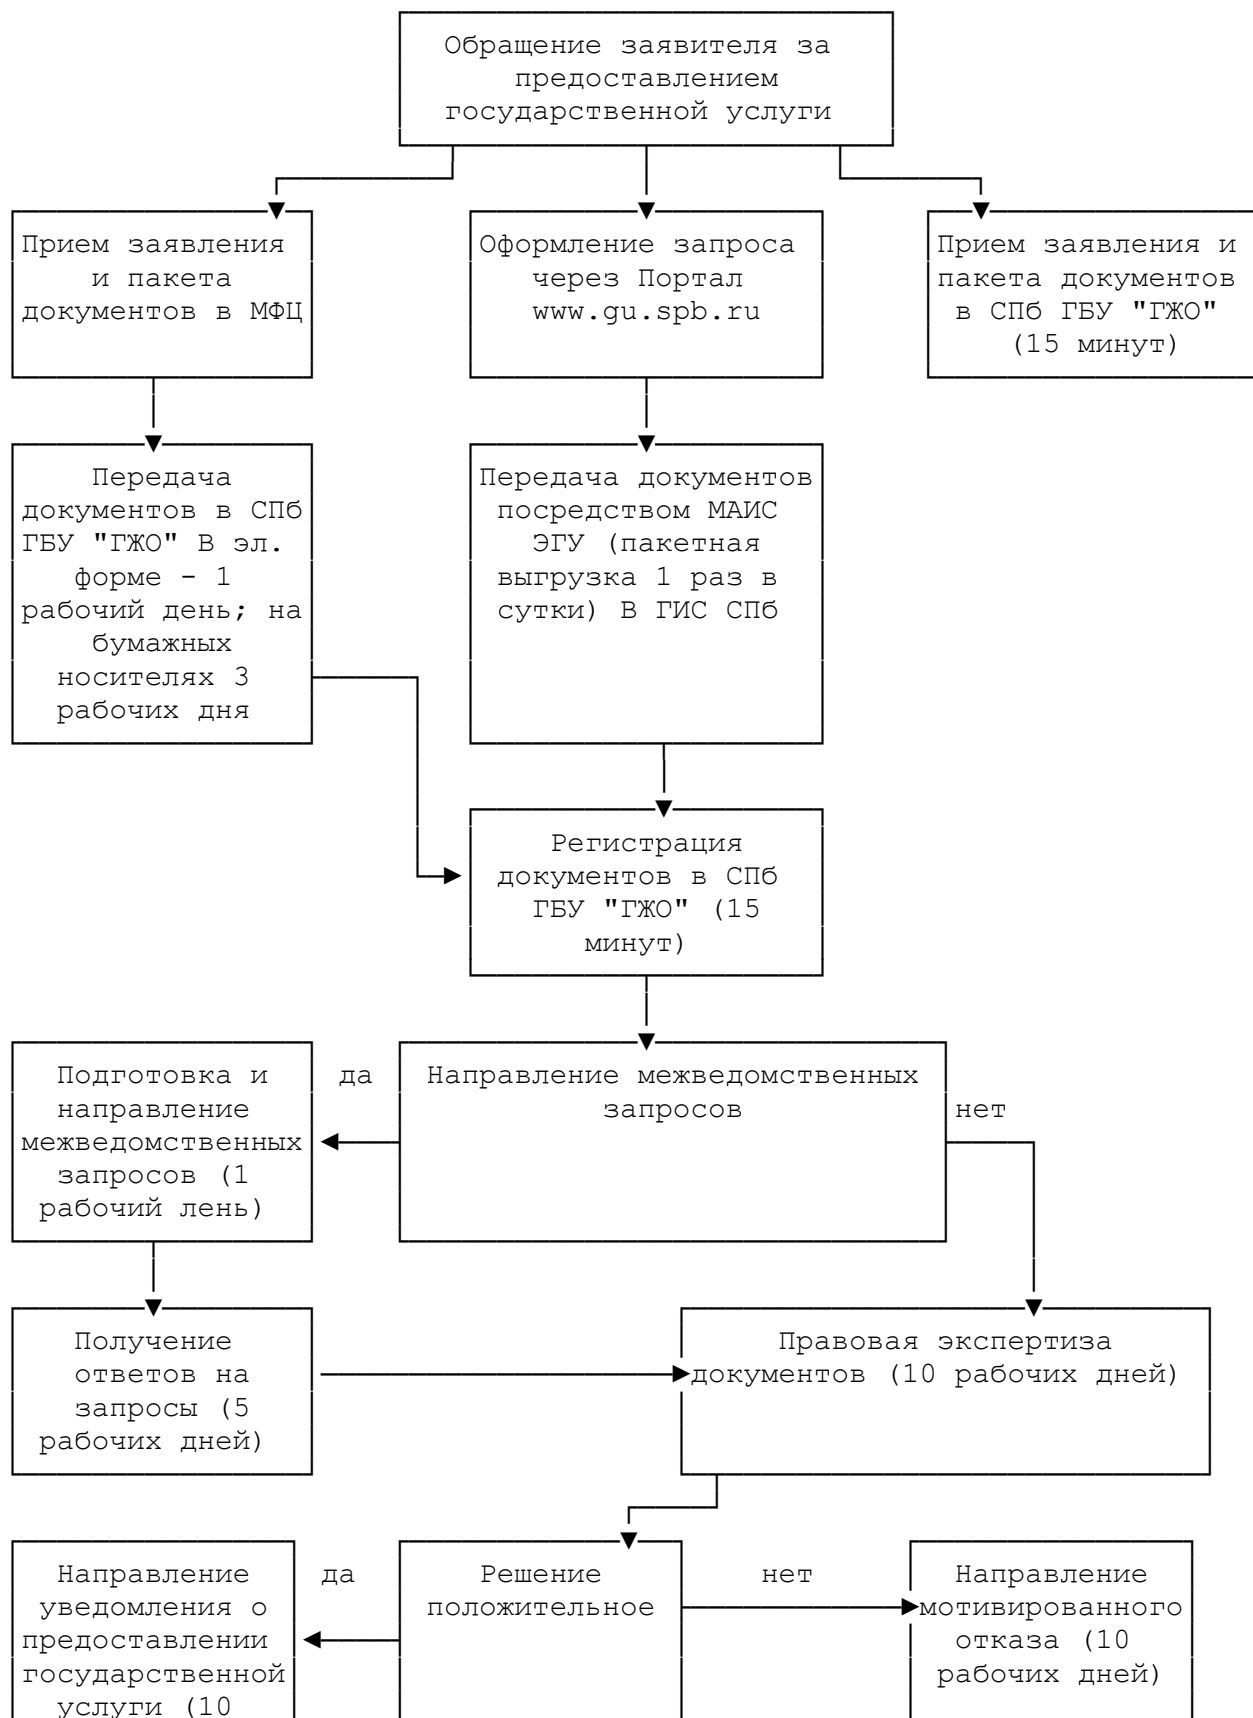 Обращение заявителя за
предоставлением
государственной услуги
Прием заявления
и пакета
документов в МФЦ
Оформление запроса
через Портал
www.gu.spb.ru
Прием заявления и
пакета документов
в СПб ГБУ "ГЖО"
(15 минут)
Передача
документов в СПб
ГБУ "ГЖО" В эл.
форме - 1
рабочий день; на
бумажных
носителях 3
рабочих дня
Передача документов
посредством МАИС
ЭГУ (пакетная
выгрузка 1 раз в
сутки) В ГИС СПб
Регистрация
документов в СПб
ГБУ "ГЖО" (15
минут)
Подготовка и
направление
межведомственных
запросов (1
рабочий лень)
да
Направление межведомственных
запросов
нет
Получение
ответов на
запросы (5
рабочих дней)
Правовая экспертиза
документов (10 рабочих дней)
Направление
уведомления о
предоставлении
государственной
услуги (10
да
Решение
положительное
нет
Направление
мотивированного
отказа (10
рабочих дней)